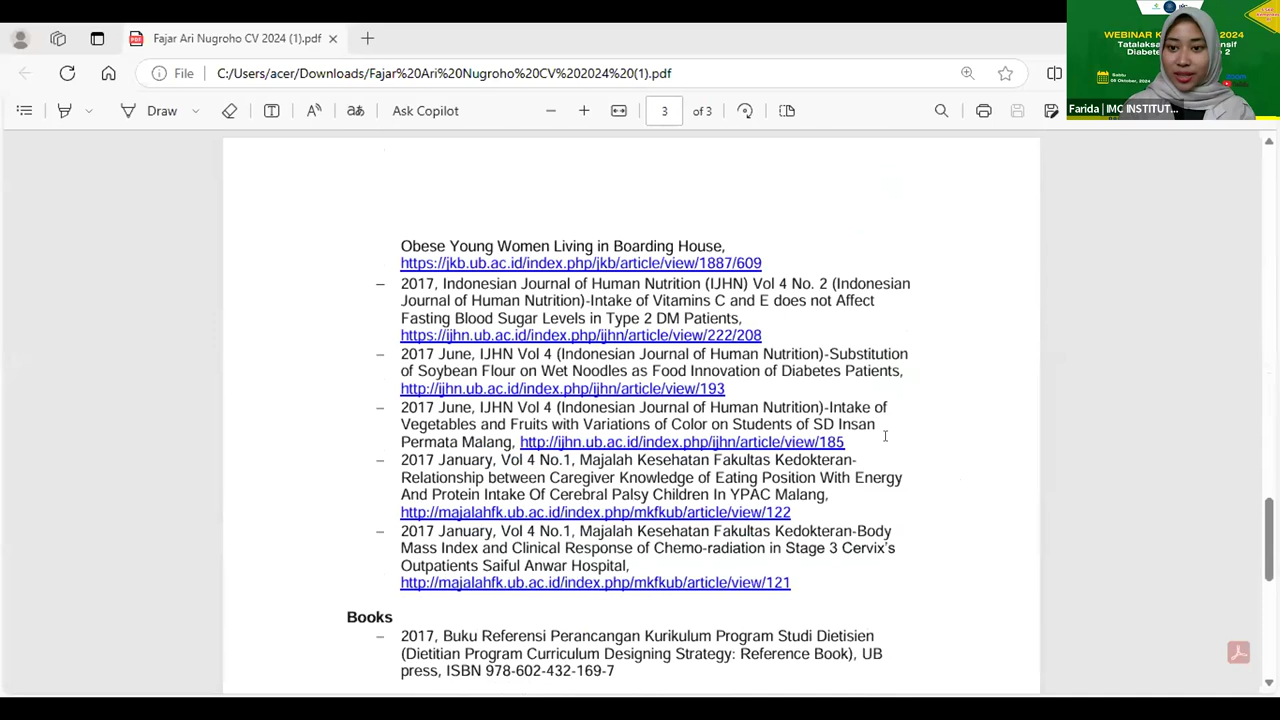 Fajar Ari Nugroho CV 2024 (1).pdf
File C:/Users/acer/Downloads/Fajar%20Ari%20Nugroho%20CV%202024%20(1).pdf
Draw
Ask Copilot
3 of 3
WEBINAR K 2024
Tatalaksa nsif
Diabete 2
Sabtu
Farida | IMC INSTITUT...
Obese Young Women Living in Boarding House,
https://jkb.ub.ac.id/index.php/jkb/article/view/1887/609
– 2017, Indonesian Journal of Human Nutrition (IJHN) Vol 4 No. 2 (Indonesian
Journal of Human Nutrition)-Intake of Vitamins C and E does not Affect
Fasting Blood Sugar Levels in Type 2 DM Patients,
https://ijhn.ub.ac.id/index.php/ijhn/article/view/222/208
– 2017 June, IJHN Vol 4 (Indonesian Journal of Human Nutrition)-Substitution
of Soybean Flour on Wet Noodles as Food Innovation of Diabetes Patients,
http://ijhn.ub.ac.id/index.php/ijhn/article/view/193
– 2017 June, IJHN Vol 4 (Indonesian Journal of Human Nutrition)-Intake of
Vegetables and Fruits with Variations of Color on Students of SD Insan
Permata Malang, http://ijhn.ub.ac.id/index.php/ijhn/article/view/185
– 2017 January, Vol 4 No.1, Majalah Kesehatan Fakultas Kedokteran-
Relationship between Caregiver Knowledge of Eating Position With Energy
And Protein Intake Of Cerebral Palsy Children In YPAC Malang,
http://majalahfk.ub.ac.id/index.php/mkfkub/article/view/122
– 2017 January, Vol 4 No.1, Majalah Kesehatan Fakultas Kedokteran-Body
Mass Index and Clinical Response of Chemo-radiation in Stage 3 Cervix's
Outpatients Saiful Anwar Hospital,
http://majalahfk.ub.ac.id/index.php/mkfkub/article/view/121
Books
– 2017, Buku Referensi Perancangan Kurikulum Program Studi Dietisien
(Dietitian Program Curriculum Designing Strategy: Reference Book), UB
press, ISBN 978-602-432-169-7